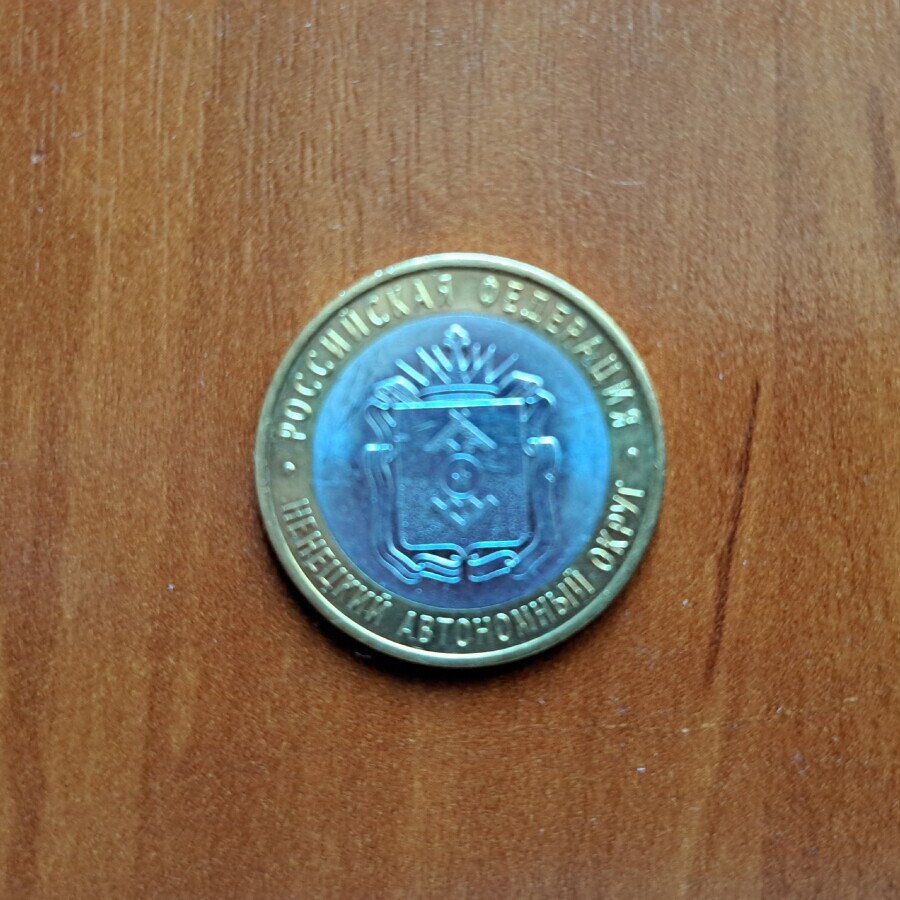 РОССИЙСКАЯ ФЕДЕРАЦИЯ
НЕНЕЦКИЙ АВТОНОМНЫЙ ОКРУГ